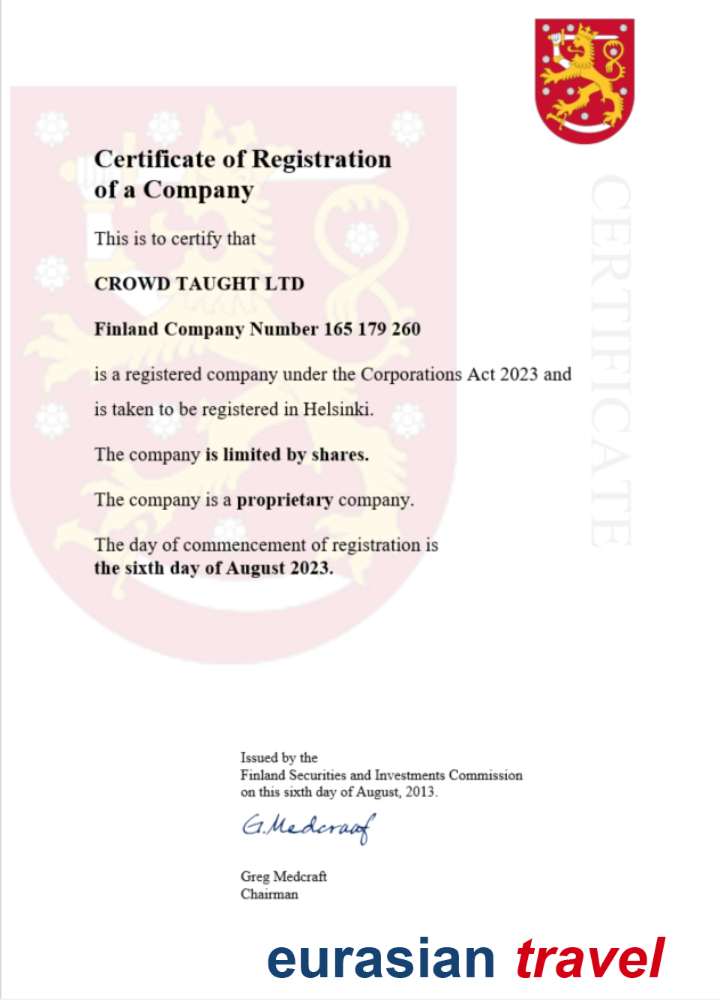 Certificate of Registration
of a Company
This is to certify that
CROWD TAUGHT LTD
Finland Company Number 165 179 260
is a registered company under the Corporations Act 2023 and
is taken to be registered in Helsinki.
The company is limited by shares.
The company is a proprietary company.
The day of commencement of registration is
the sixth day of August 2023.
CERTIFICATE
Issued by the
Finland Securities and Investments Commission
on this sixth day of August, 2013.
G.Medcraft
Greg Medcraft
Chairman
eurasian travel